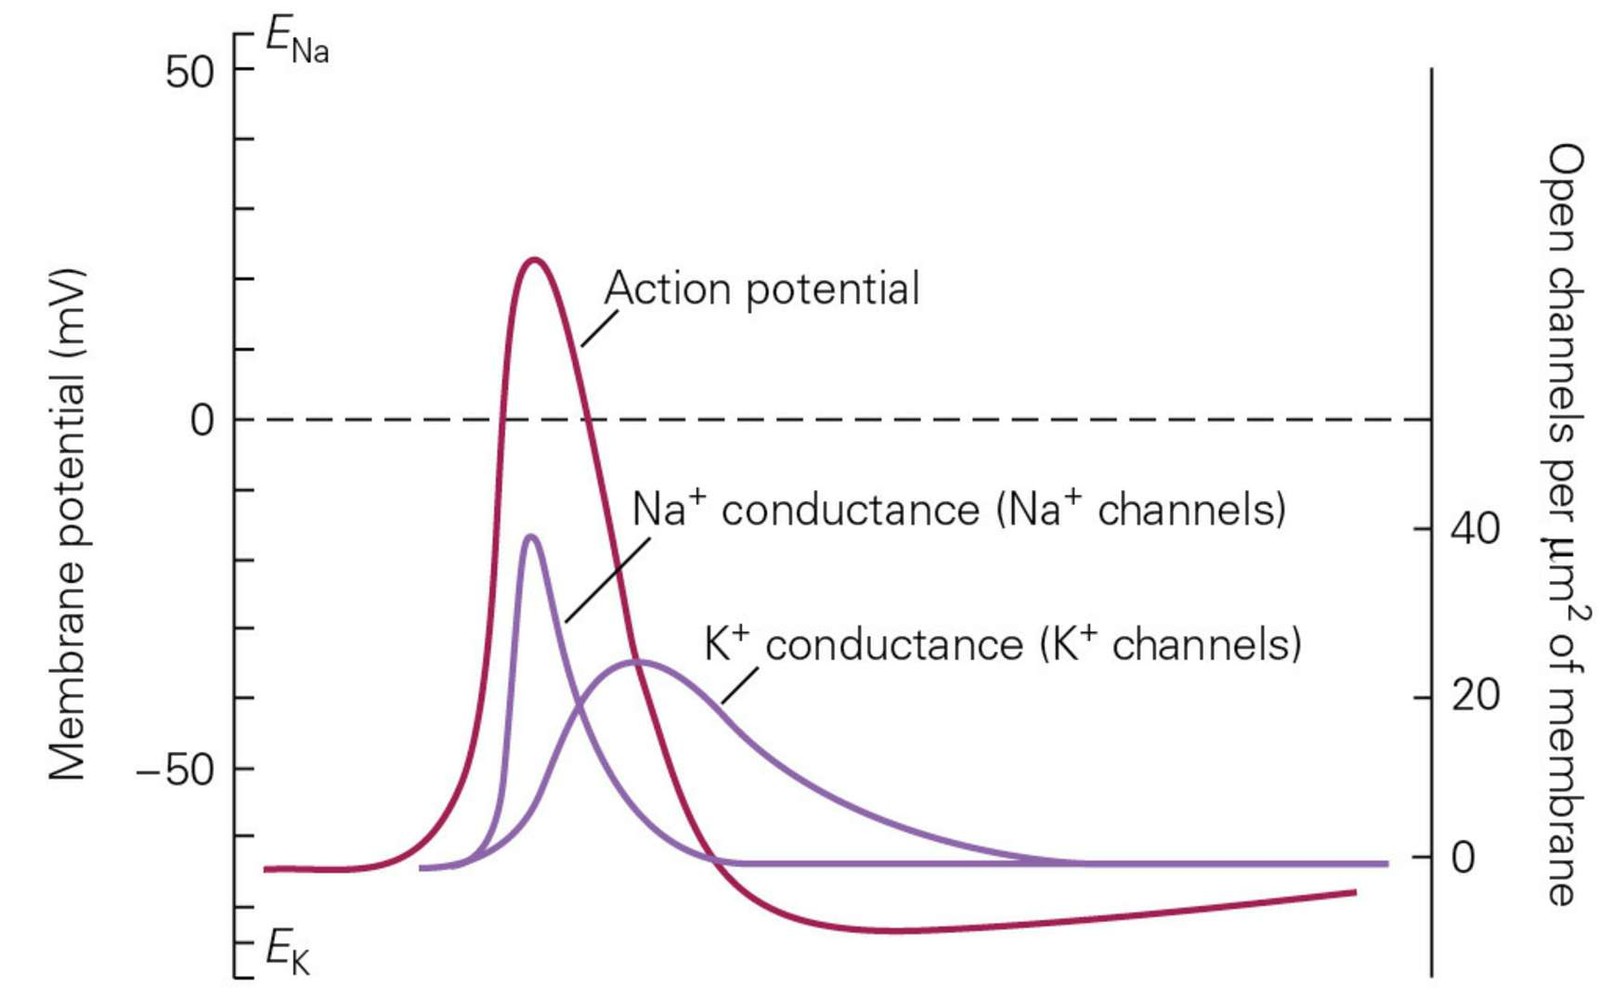 E_Na
50
Action potential
0
Na⁺ conductance (Na⁺ channels)
40
K⁺ conductance (K⁺ channels)
20
−50
0
E_K
Membrane potential (mV)
Open channels per μm² of membrane